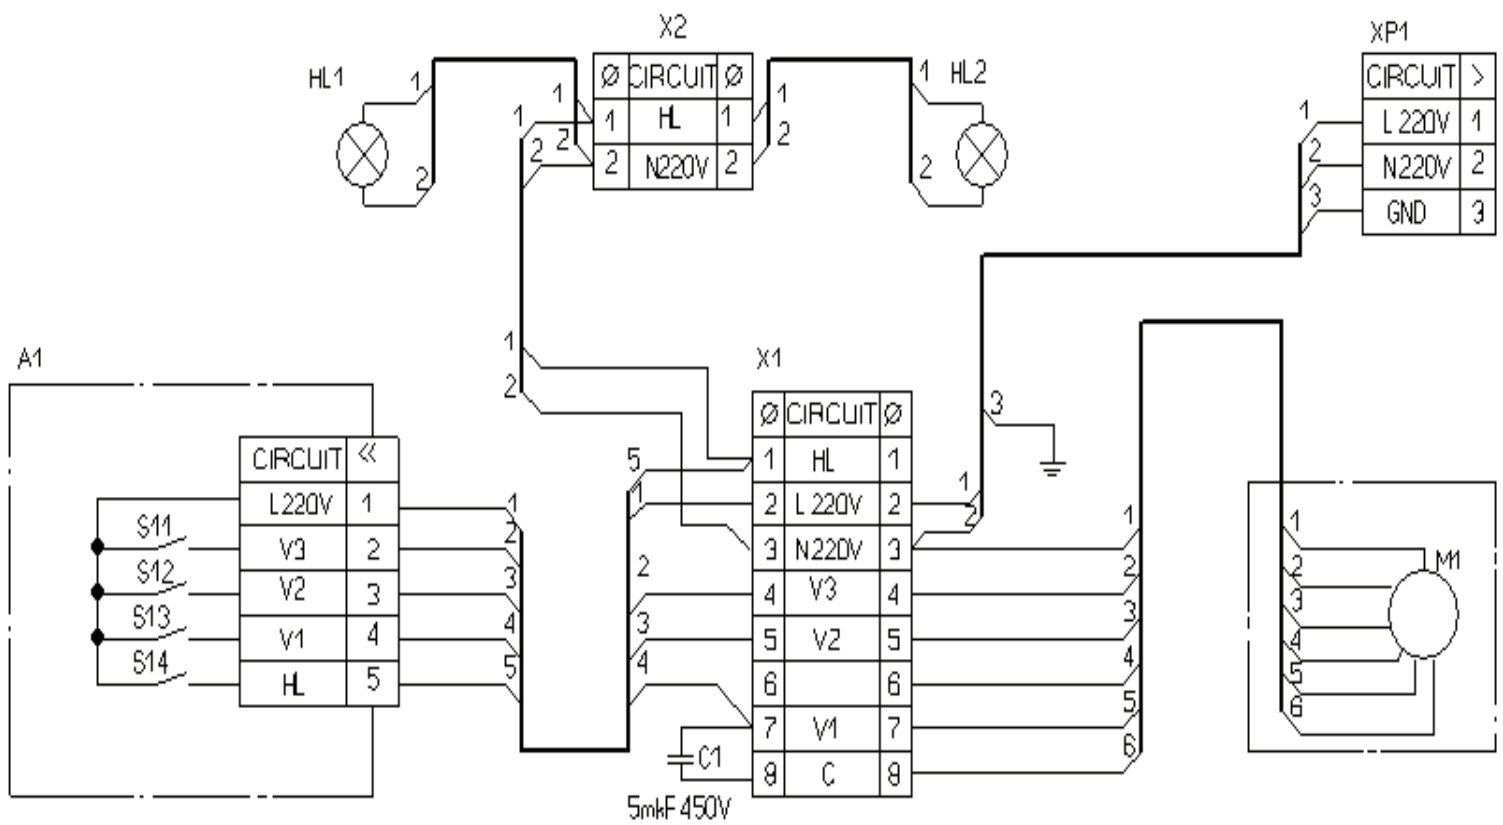 X2
XP1
HL1
1
Ø CIRCUIT Ø
1 HL 1
2 N220V 2
1
2
1
2
2
1
2
1
2
HL2
CIRCUIT >
L 220V 1
N220V 2
GND 3
1
2
3
A1
1
2
X1
Ø CIRCUIT Ø
1 HL 1
2 L 220V 2
3 N220V 3
4 V3 4
5 V2 5
6 6
7 V1 7
8 C 8
3
1
2
CIRCUIT «
L220V 1
V3 2
V2 3
V1 4
HL 5
S11
S12
S13
S14
1
2
3
4
5
5
1
2
3
4
C1
5mkF 450V
1
2
3
4
5
6
1
2
3
4
5
6
M1